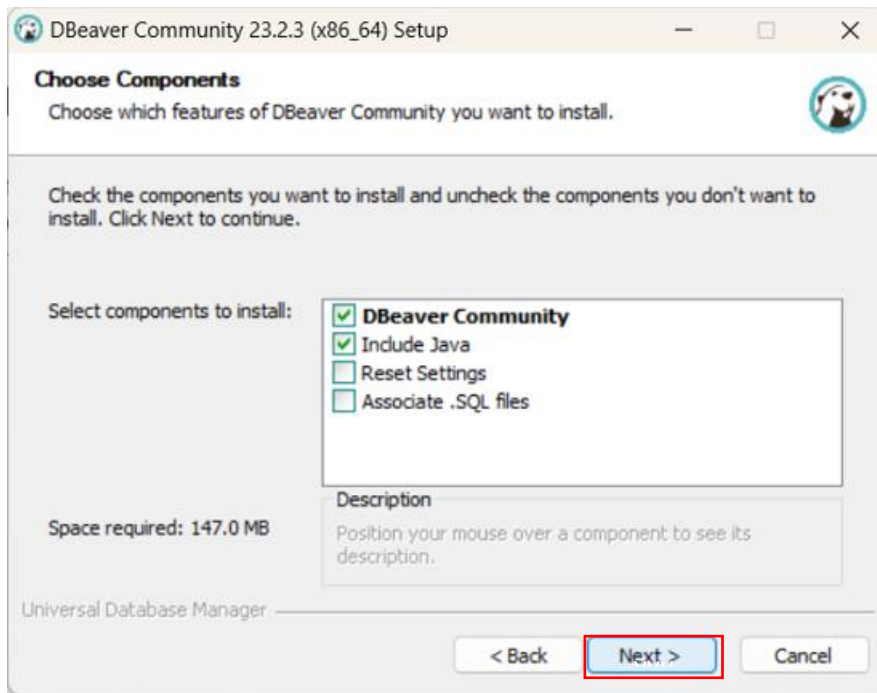 DBeaver Community 23.2.3 (x86_64) Setup
Choose Components
Choose which features of DBeaver Community you want to install.
Check the components you want to install and uncheck the components you don't want to
install. Click Next to continue.
Select components to install:
DBeaver Community
Include Java
Reset Settings
Associate .SQL files
Space required: 147.0 MB
Description
Position your mouse over a component to see its
description.
Universal Database Manager
< Back
Next >
Cancel